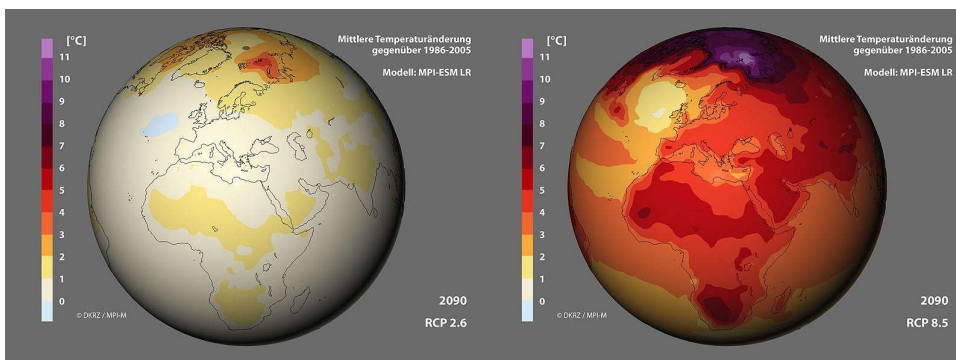 [°C]
11
10
9
8
7
6
5
4
3
2
1
0
Mittlere Temperaturänderung
gegenüber 1986-2005
Modell: MPI-ESM LR
© DKRZ / MPI-M
2090
RCP 2.6
[°C]
11
10
9
8
7
6
5
4
3
2
1
0
Mittlere Temperaturänderung
gegenüber 1986-2005
Modell: MPI-ESM LR
© DKRZ / MPI-M
2090
RCP 8.5